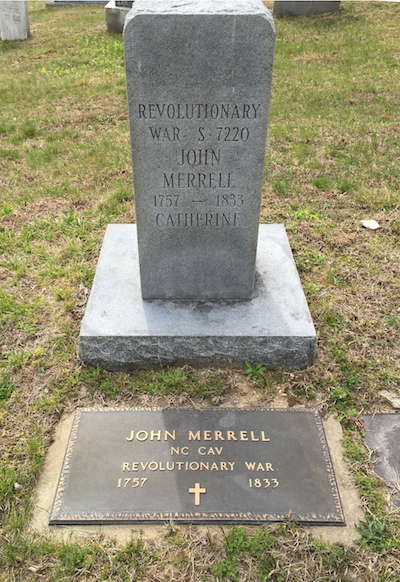 REVOLUTIONARY
WAR S 7220
JOHN
MERRELL
1757 — 1833
CATHERINE
JOHN MERRELL
NC CAV
REVOLUTIONARY WAR
1757 1833